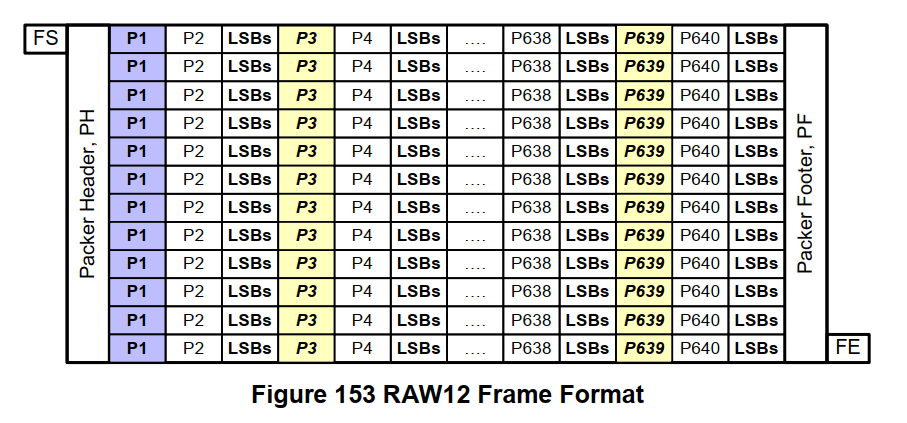 FS P1 P2 LSBs P3 P4 LSBs .... P638 LSBs P639 P640 LSBs
P1 P2 LSBs P3 P4 LSBs .... P638 LSBs P639 P640 LSBs
P1 P2 LSBs P3 P4 LSBs .... P638 LSBs P639 P640 LSBs
P1 P2 LSBs P3 P4 LSBs .... P638 LSBs P639 P640 LSBs
P1 P2 LSBs P3 P4 LSBs .... P638 LSBs P639 P640 LSBs
P1 P2 LSBs P3 P4 LSBs .... P638 LSBs P639 P640 LSBs
P1 P2 LSBs P3 P4 LSBs .... P638 LSBs P639 P640 LSBs
P1 P2 LSBs P3 P4 LSBs .... P638 LSBs P639 P640 LSBs
P1 P2 LSBs P3 P4 LSBs .... P638 LSBs P639 P640 LSBs
P1 P2 LSBs P3 P4 LSBs .... P638 LSBs P639 P640 LSBs
P1 P2 LSBs P3 P4 LSBs .... P638 LSBs P639 P640 LSBs
P1 P2 LSBs P3 P4 LSBs .... P638 LSBs P639 P640 LSBs FE
Packer Header, PH
Packer Footer, PF
Figure 153 RAW12 Frame Format